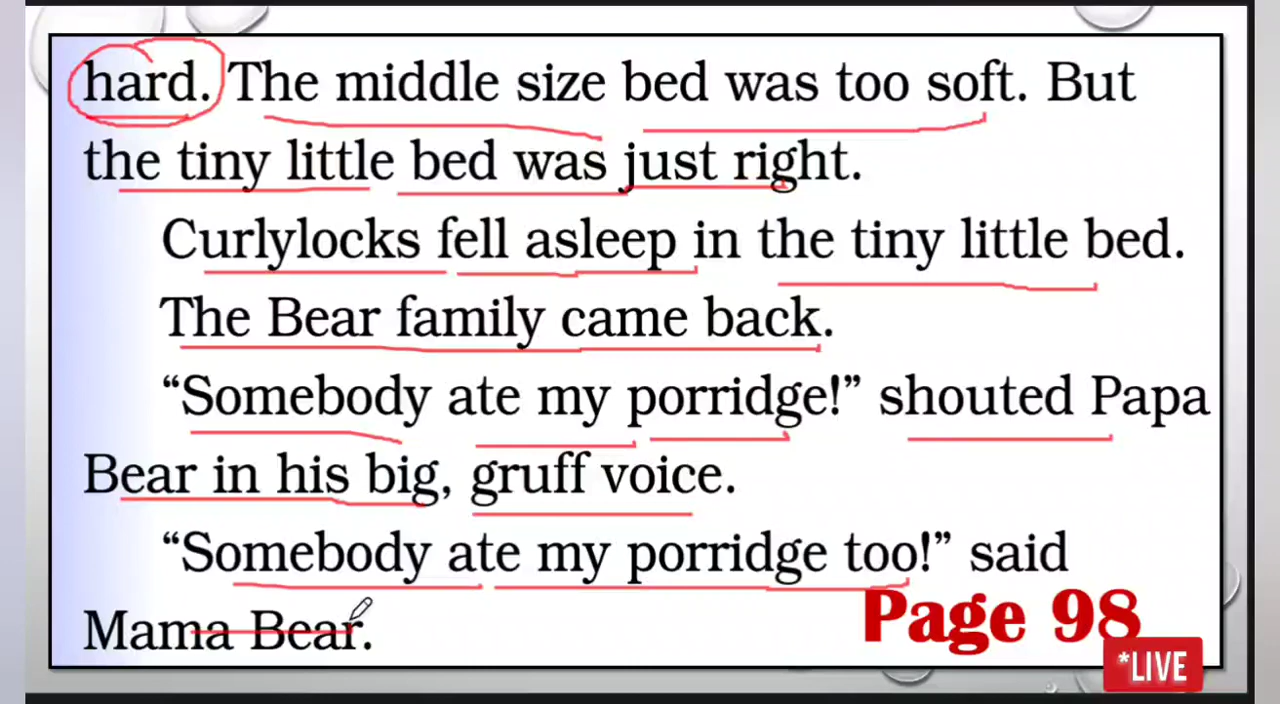 hard. The middle size bed was too soft. But
the tiny little bed was just right.
Curlylocks fell asleep in the tiny little bed.
The Bear family came back.
“Somebody ate my porridge!” shouted Papa
Bear in his big, gruff voice.
“Somebody ate my porridge too!” said
Mama Bear.
Page 98
*LIVE